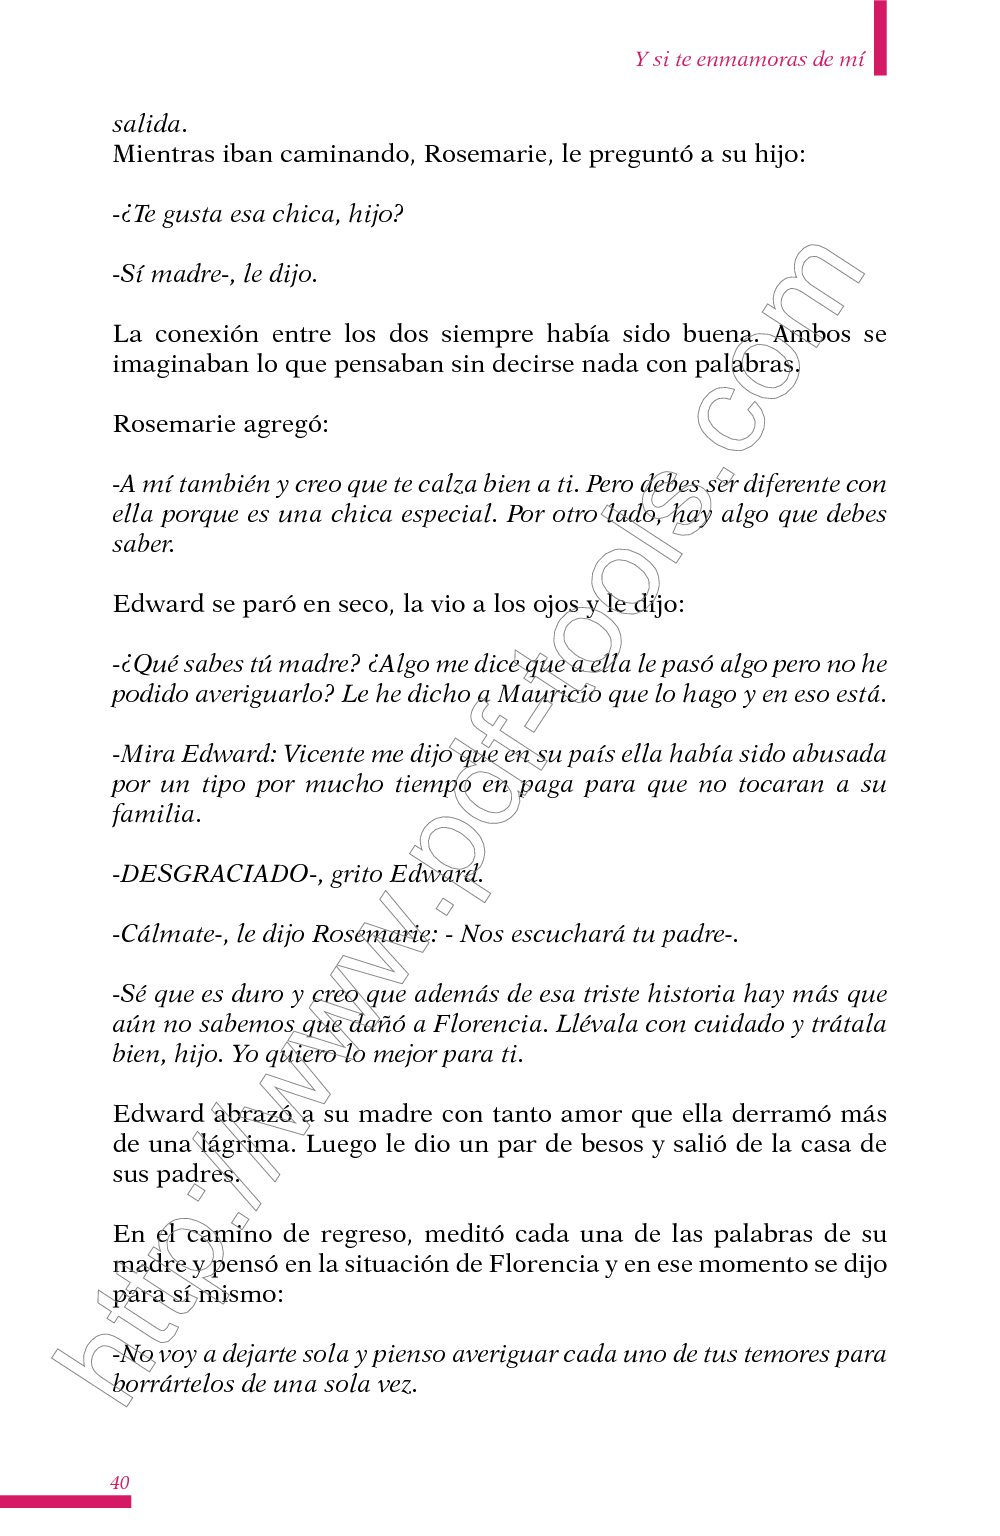 Y si te enmamoras de mí
salida.
Mientras iban caminando, Rosemarie, le preguntó a su hijo:
-¿Te gusta esa chica, hijo?
-Sí madre-, le dijo.
La conexión entre los dos siempre había sido buena. Ambos se
imaginaban lo que pensaban sin decirse nada con palabras.
Rosemarie agregó:
-A mí también y creo que te calza bien a ti. Pero debes ser diferente con
ella porque es una chica especial. Por otro lado, hay algo que debes
saber.
Edward se paró en seco, la vio a los ojos y le dijo:
-¿Qué sabes tú madre? ¿Algo me dice que a ella le pasó algo pero no he
podido averiguarlo? Le he dicho a Mauricio que lo hago y en eso está.
-Mira Edward: Vicente me dijo que en su país ella había sido abusada
por un tipo por mucho tiempo en paga para que no tocaran a su
familia.
-DESGRACIADO-, grito Edward.
-Cálmate-, le dijo Rosemarie: - Nos escuchará tu padre-.
-Sé que es duro y creo que además de esa triste historia hay más que
aún no sabemos que dañó a Florencia. Llévala con cuidado y trátala
bien, hijo. Yo quiero lo mejor para ti.
Edward abrazó a su madre con tanto amor que ella derramó más
de una lágrima. Luego le dio un par de besos y salió de la casa de
sus padres.
En el camino de regreso, meditó cada una de las palabras de su
madre y pensó en la situación de Florencia y en ese momento se dijo
para sí mismo:
-No voy a dejarte sola y pienso averiguar cada uno de tus temores para
borrártelos de una sola vez.
40
http://www.pdf-tools.com